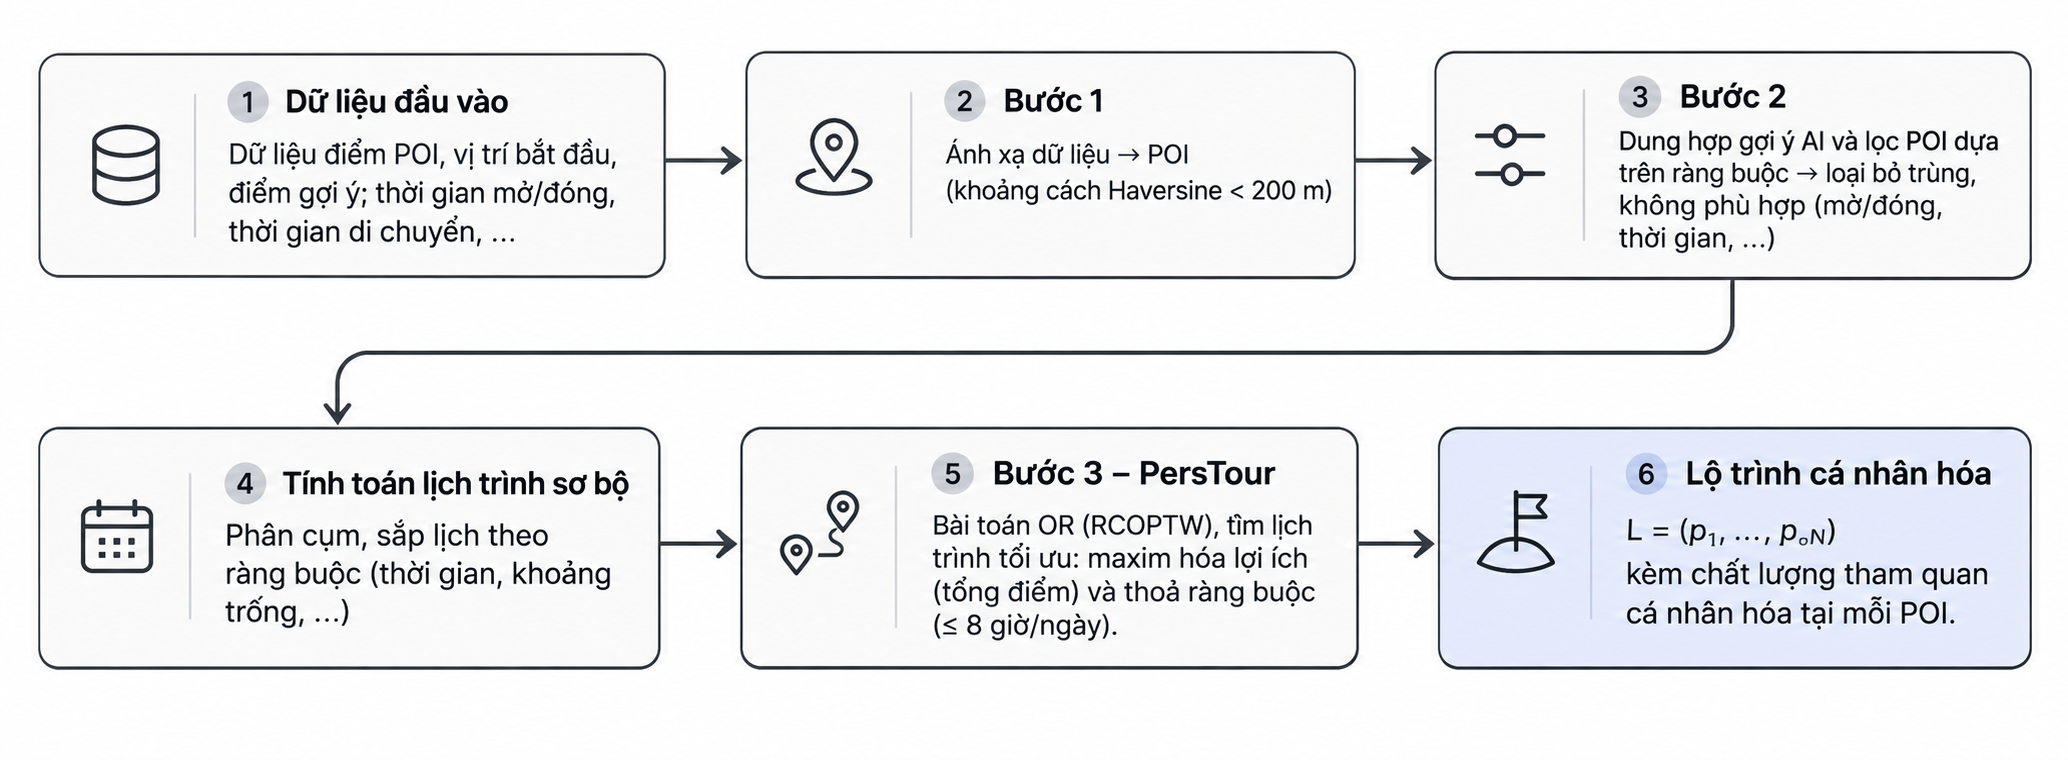 1 Dữ liệu đầu vào
Dữ liệu điểm POI, vị trí bắt đầu,
điểm gợi ý; thời gian mở/đóng,
thời gian di chuyển, ...
2 Bước 1
Ánh xạ dữ liệu → POI
(khoảng cách Haversine < 200 m)
3 Bước 2
Dung hợp gợi ý AI và lọc POI dựa
trên ràng buộc → loại bỏ trùng,
không phù hợp (mở/đóng,
thời gian, ...)
4 Tính toán lịch trình sơ bộ
Phân cụm, sắp lịch theo
ràng buộc (thời gian, khoảng
trống, ...)
5 Bước 3 – PersTour
Bài toán OR (RCOPTW), tìm lịch
trình tối ưu: maxim hóa lợi ích
(tổng điểm) và thoả ràng buộc
(≤ 8 giờ/ngày).
6 Lộ trình cá nhân hóa
L = (p₁, ..., pₒN)
kèm chất lượng tham quan
cá nhân hóa tại mỗi POI.